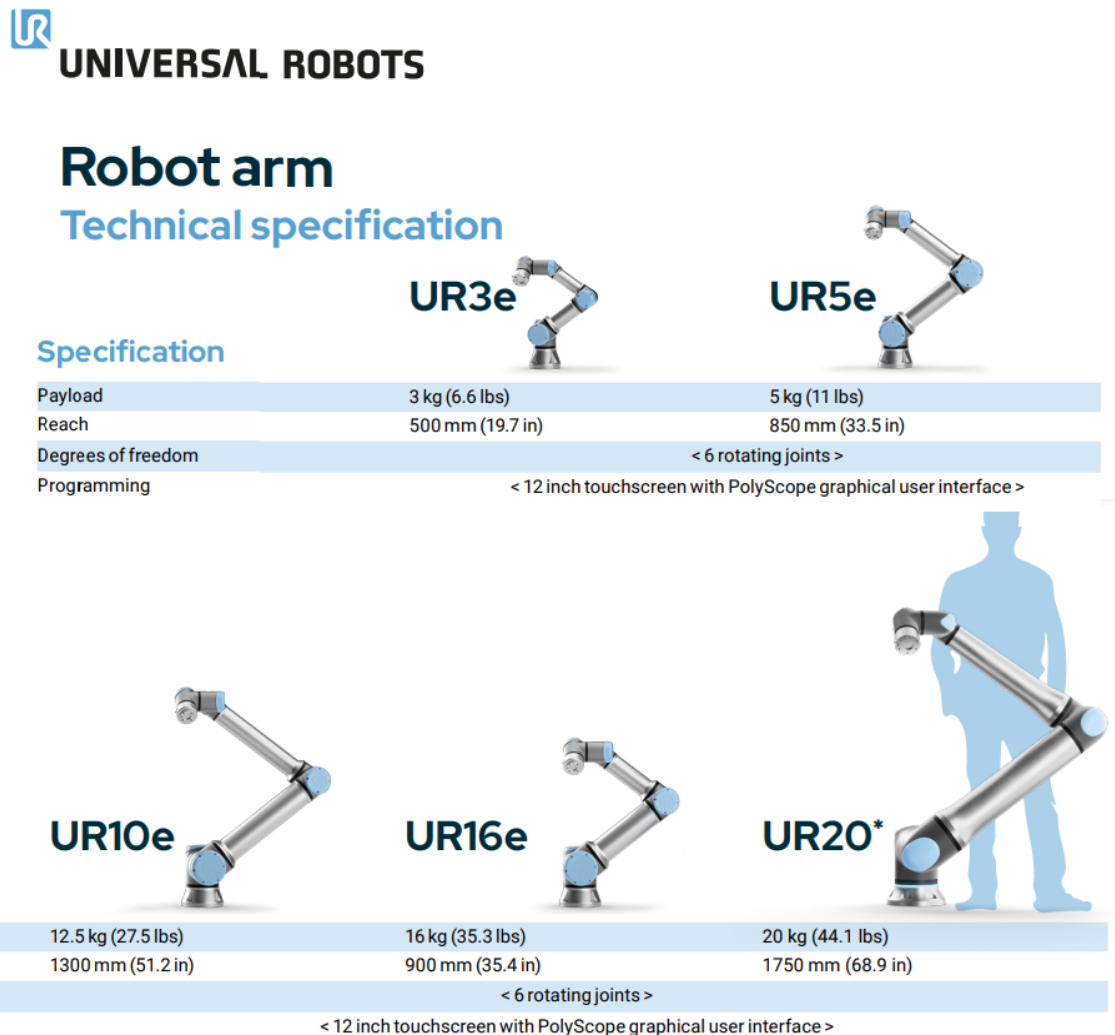 UR
UNIVERSAL ROBOTS
Robot arm
Technical specification
UR3e UR5e
Specification
Payload 3 kg (6.6 lbs) 5 kg (11 lbs)
Reach 500 mm (19.7 in) 850 mm (33.5 in)
Degrees of freedom < 6 rotating joints >
Programming < 12 inch touchscreen with PolyScope graphical user interface >
UR10e UR16e UR20*
12.5 kg (27.5 lbs) 16 kg (35.3 lbs) 20 kg (44.1 lbs)
1300 mm (51.2 in) 900 mm (35.4 in) 1750 mm (68.9 in)
< 6 rotating joints >
< 12 inch touchscreen with PolyScope graphical user interface >